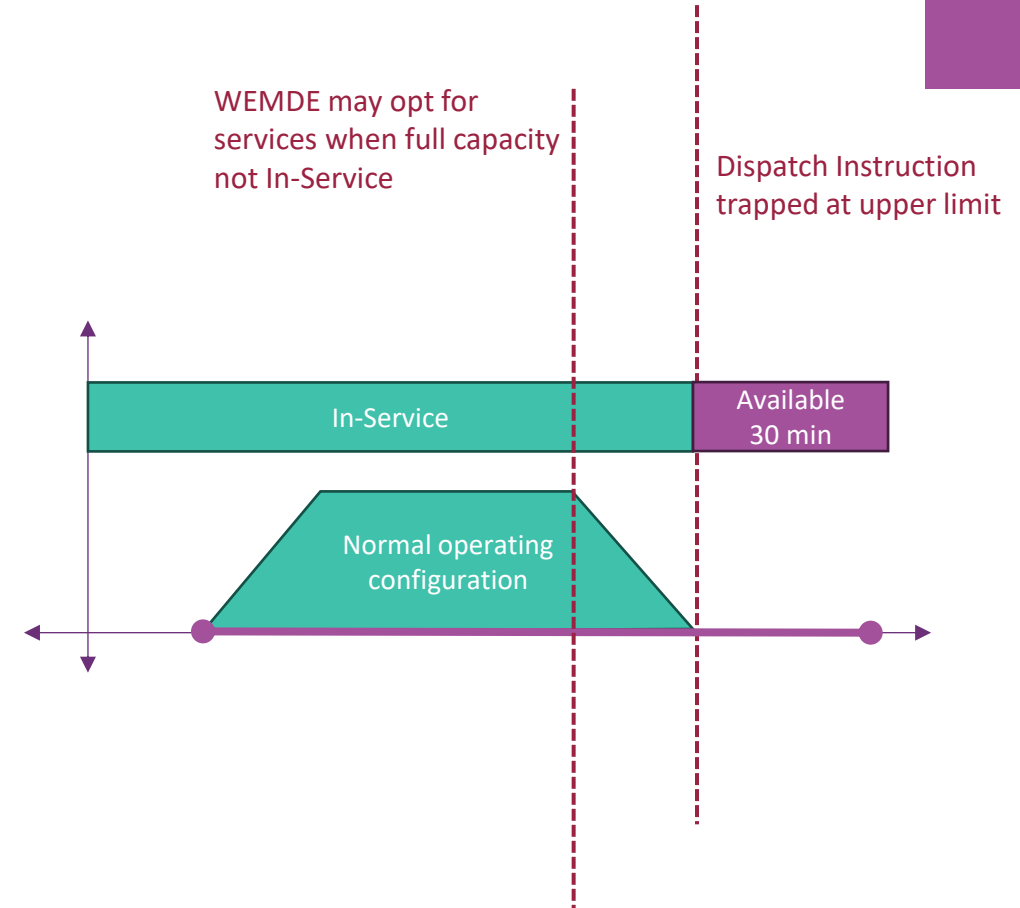 WEMDE may opt for
services when full capacity
not In-Service
Dispatch Instruction
trapped at upper limit
In-Service
Available
30 min
Normal operating
configuration